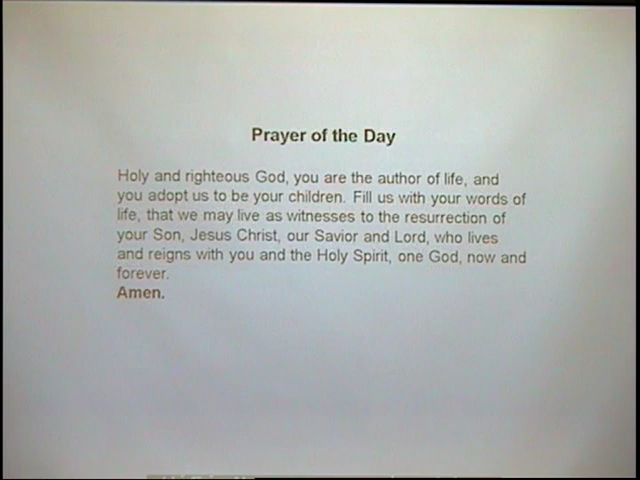 Prayer of the Day
Holy and righteous God, you are the author of life, and
you adopt us to be your children. Fill us with your words of
life, that we may live as witnesses to the resurrection of
your Son, Jesus Christ, our Savior and Lord, who lives
and reigns with you and the Holy Spirit, one God, now and
forever.
Amen.